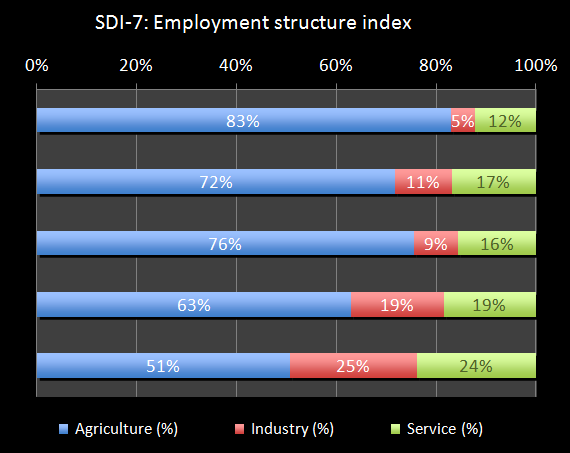 SDI-7: Employment structure index
0% 20% 40% 60% 80% 100%
83% 5% 12%
72% 11% 17%
76% 9% 16%
63% 19% 19%
51% 25% 24%
Agriculture (%) Industry (%) Service (%)